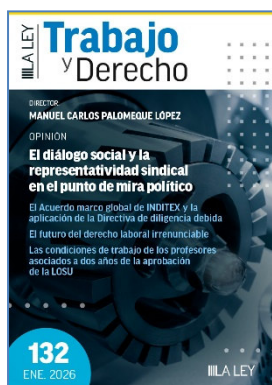 LA LEY
Trabajo
y Derecho
DIRECTOR
MANUEL CARLOS PALOMEQUE LÓPEZ
OPINIÓN
El diálogo social y la
representatividad sindical
en el punto de mira político
El Acuerdo marco global de INDITEX y la
aplicación de la Directiva de diligencia debida
El futuro del derecho laboral irrenunciable
Las condiciones de trabajo de los profesores
asociados a dos años de la aprobación
de la LOSU
132
ENE. 2026
LA LEY